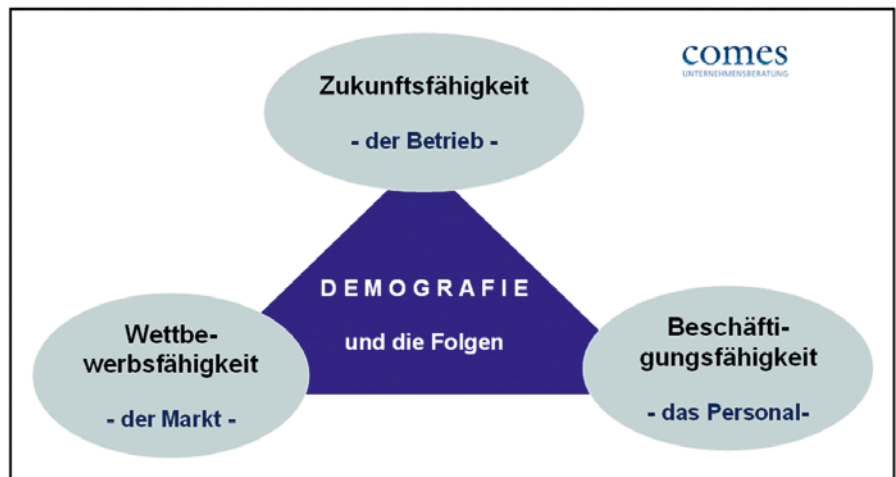 comes
UNTERNEHMENSBERATUNG
Zukunftsfähigkeit
- der Betrieb -
DEMOGRAFIE
und die Folgen
Wettbe-
werbsfähigkeit
- der Markt -
Beschäfti-
gungsfähigkeit
- das Personal-